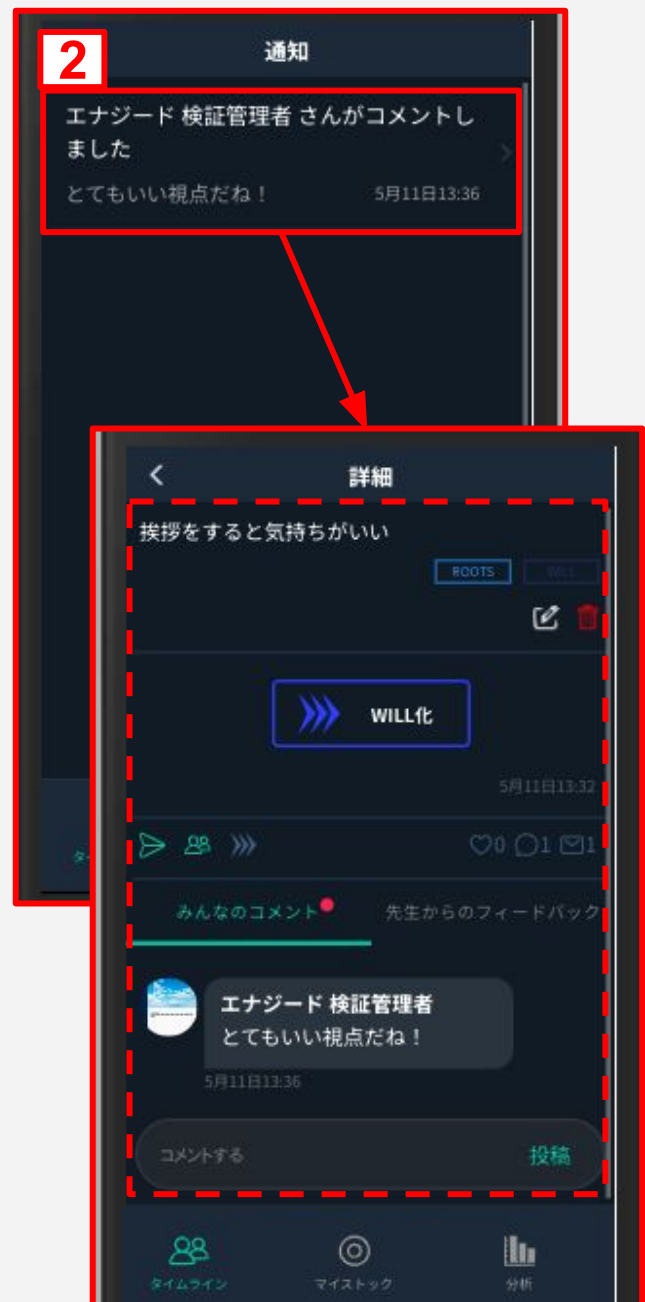 2
通知
エナジード 検証管理者 さんがコメントし
ました
とてもいい視点だね！ 5月11日13:36
詳細
挨拶をすると気持ちがいい
ROOTS WILL
WILL化
5月11日13:32
0 1 1
みんなのコメント 先生からのフィードバック
エナジード 検証管理者
とてもいい視点だね！
5月11日13:36
コメントする 投稿
タイムライン マイストック 分析